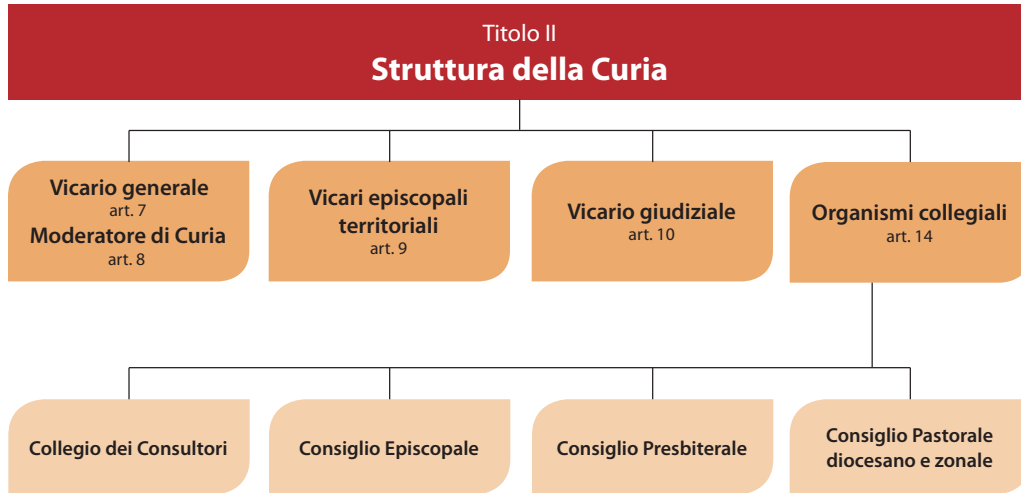 Titolo II
Struttura della Curia
Vicario generale
art. 7
Moderatore di Curia
art. 8
Vicari episcopali
territoriali
art. 9
Vicario giudiziale
art. 10
Organismi collegiali
art. 14
Collegio dei Consultori
Consiglio Episcopale
Consiglio Presbiterale
Consiglio Pastorale
diocesano e zonale